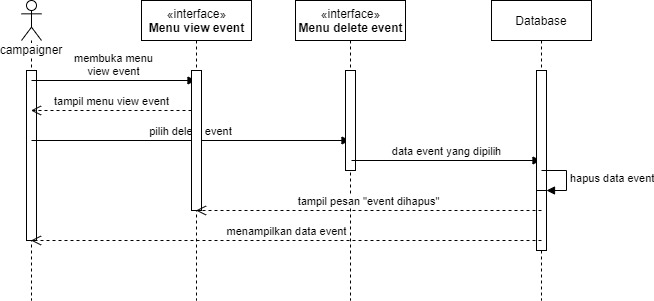 «interface»
Menu view event
«interface»
Menu delete event
Database
campaigner
membuka menu
view event
tampil menu view event
pilih dele event
data event yang dipilih
hapus data event
tampil pesan "event dihapus"
menampilkan data event